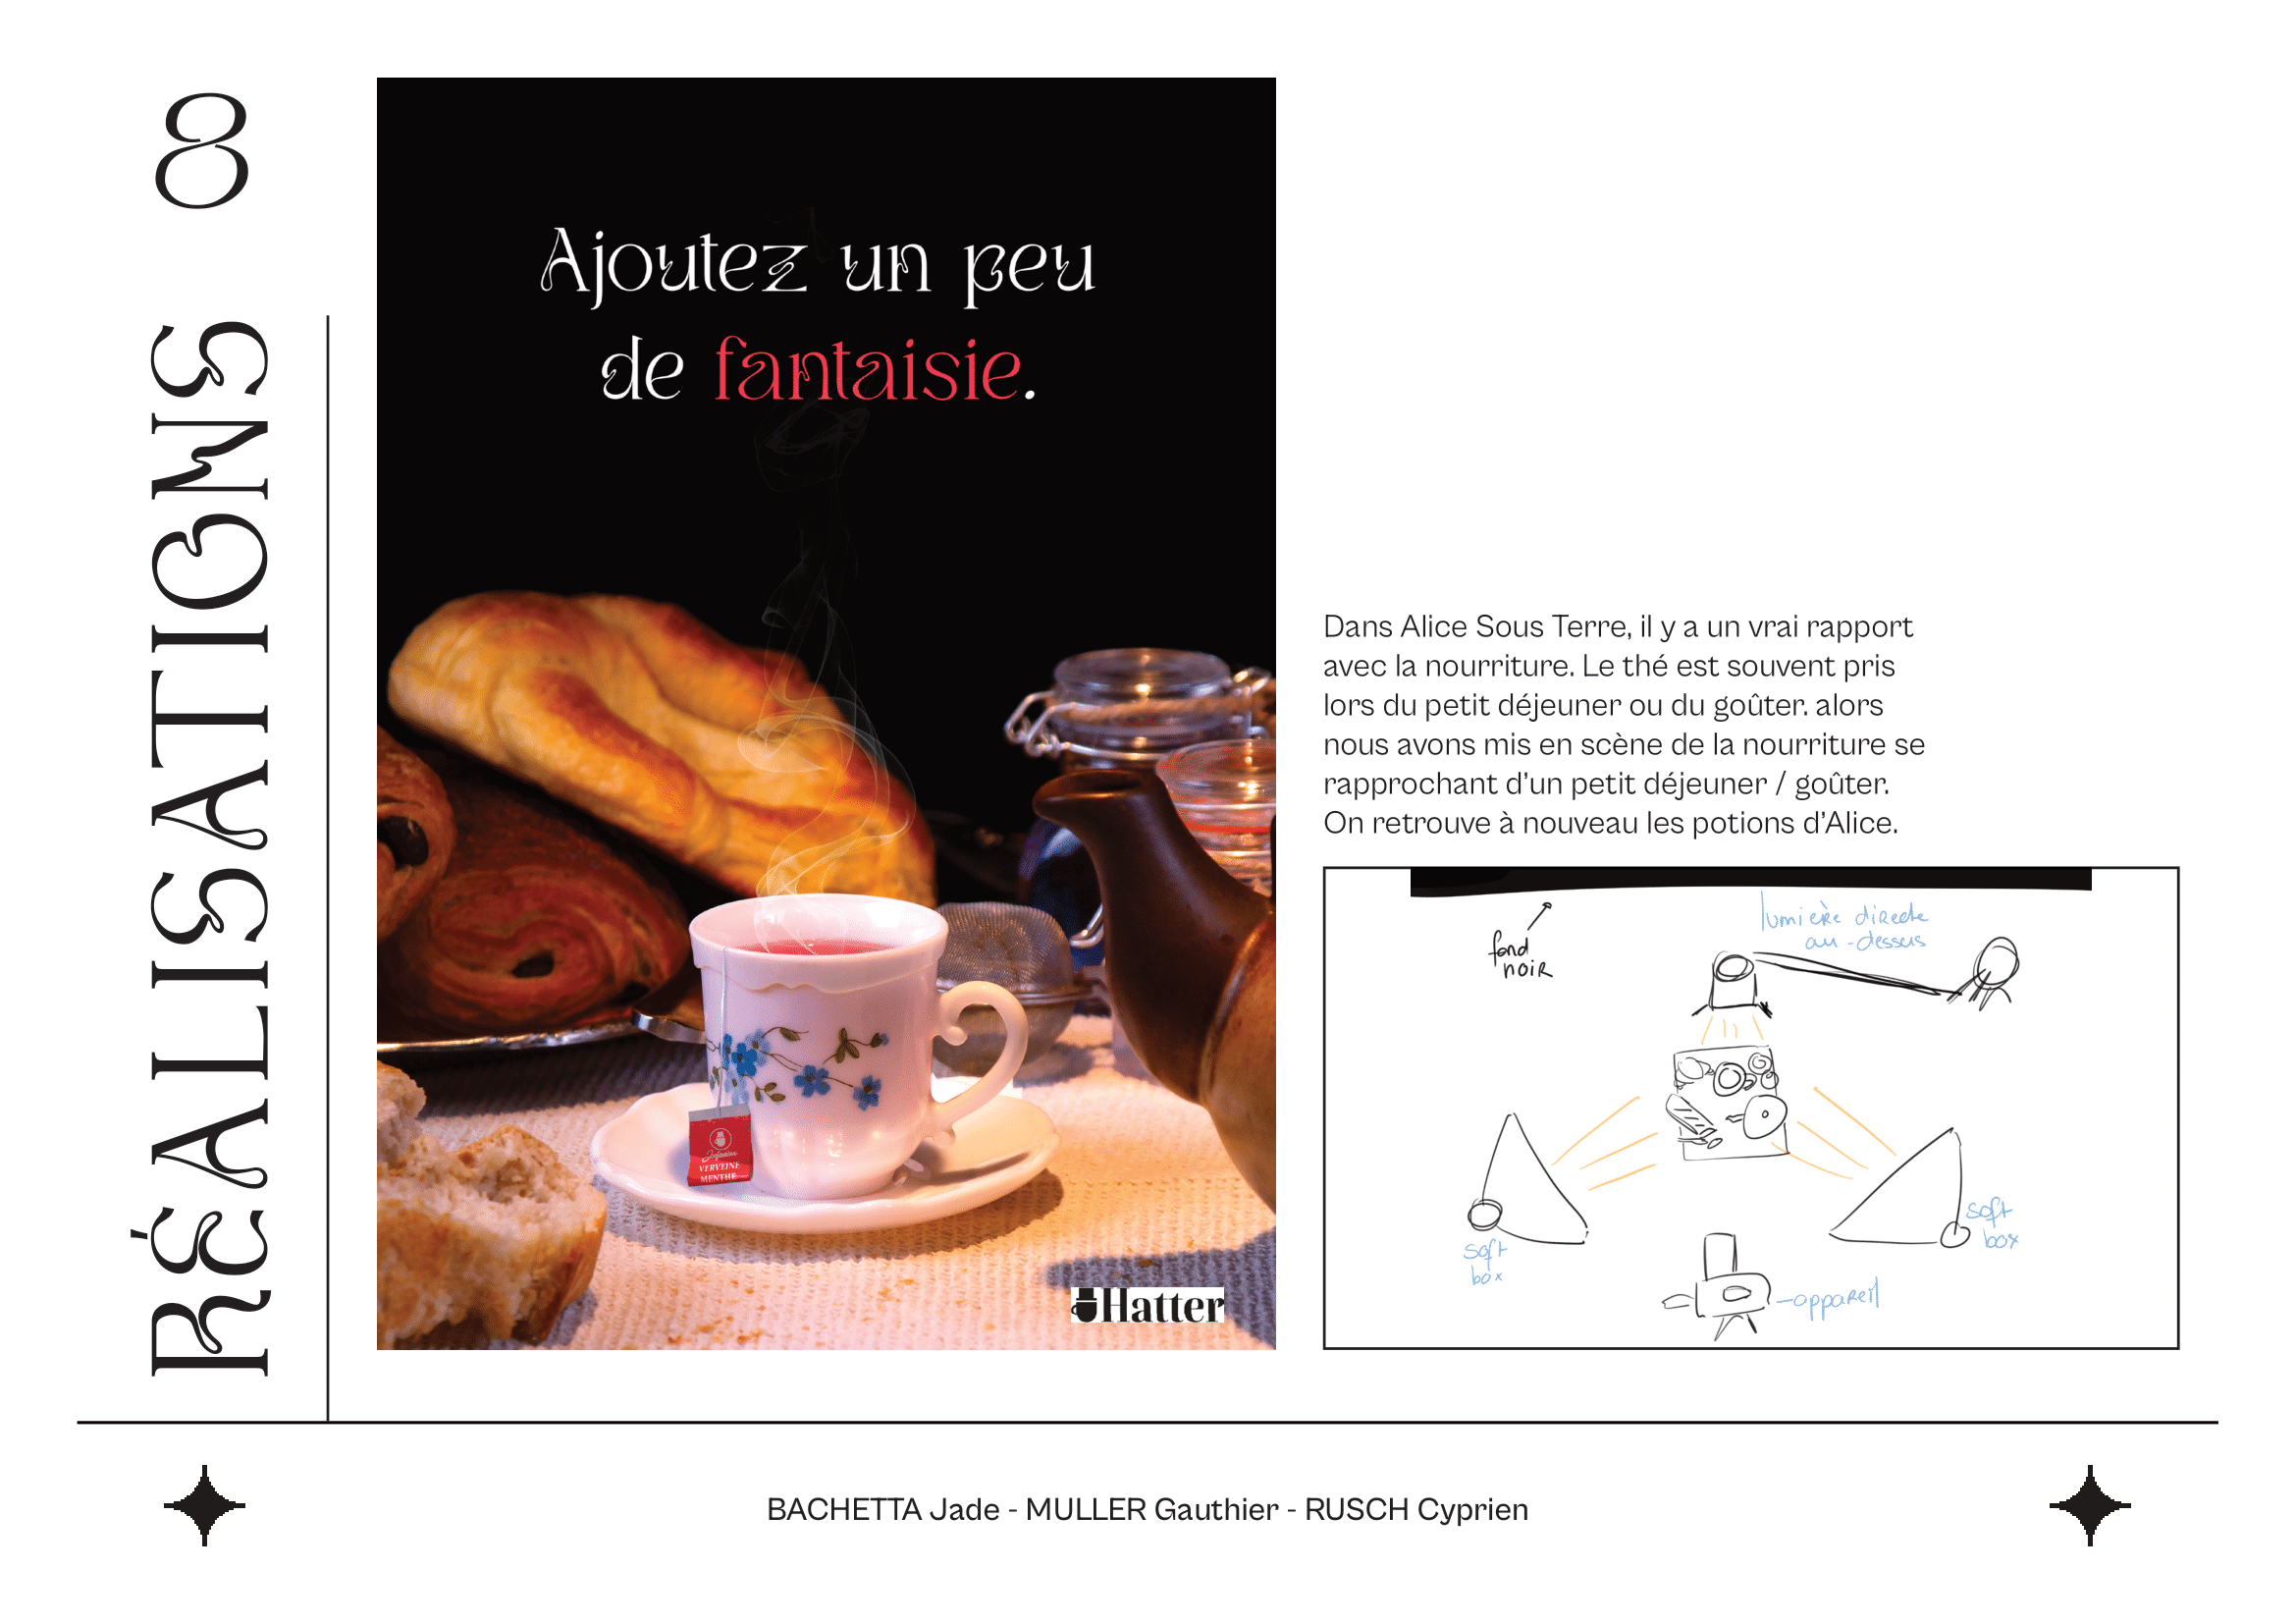 8
RÉALISATIONS
Ajoutez un peu
de fantaisie.
Infusion
VERVEINE
MENTHE
Hatter
Dans Alice Sous Terre, il y a un vrai rapport
avec la nourriture. Le thé est souvent pris
lors du petit déjeuner ou du goûter. alors
nous avons mis en scène de la nourriture se
rapprochant d’un petit déjeuner / goûter.
On retrouve à nouveau les potions d’Alice.
fond
noir
lumière directe
au-dessus
soft
box
soft
box
appareil
BACHETTA Jade - MULLER Gauthier - RUSCH Cyprien